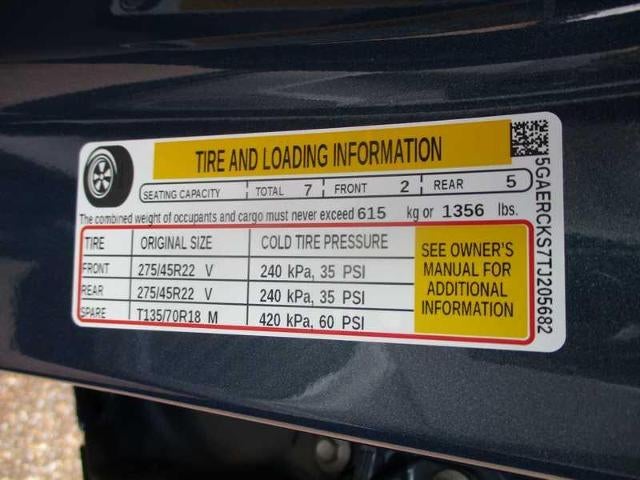 TIRE AND LOADING INFORMATION
SEATING CAPACITY TOTAL 7 FRONT 2 REAR 5
The combined weight of occupants and cargo must never exceed 615 kg or 1356 lbs.
TIRE ORIGINAL SIZE COLD TIRE PRESSURE
FRONT 275/45R22 V 240 kPa, 35 PSI
REAR 275/45R22 V 240 kPa, 35 PSI
SPARE T135/70R18 M 420 kPa, 60 PSI
SEE OWNER'S
MANUAL FOR
ADDITIONAL
INFORMATION
5GAERCKS7TJ205682